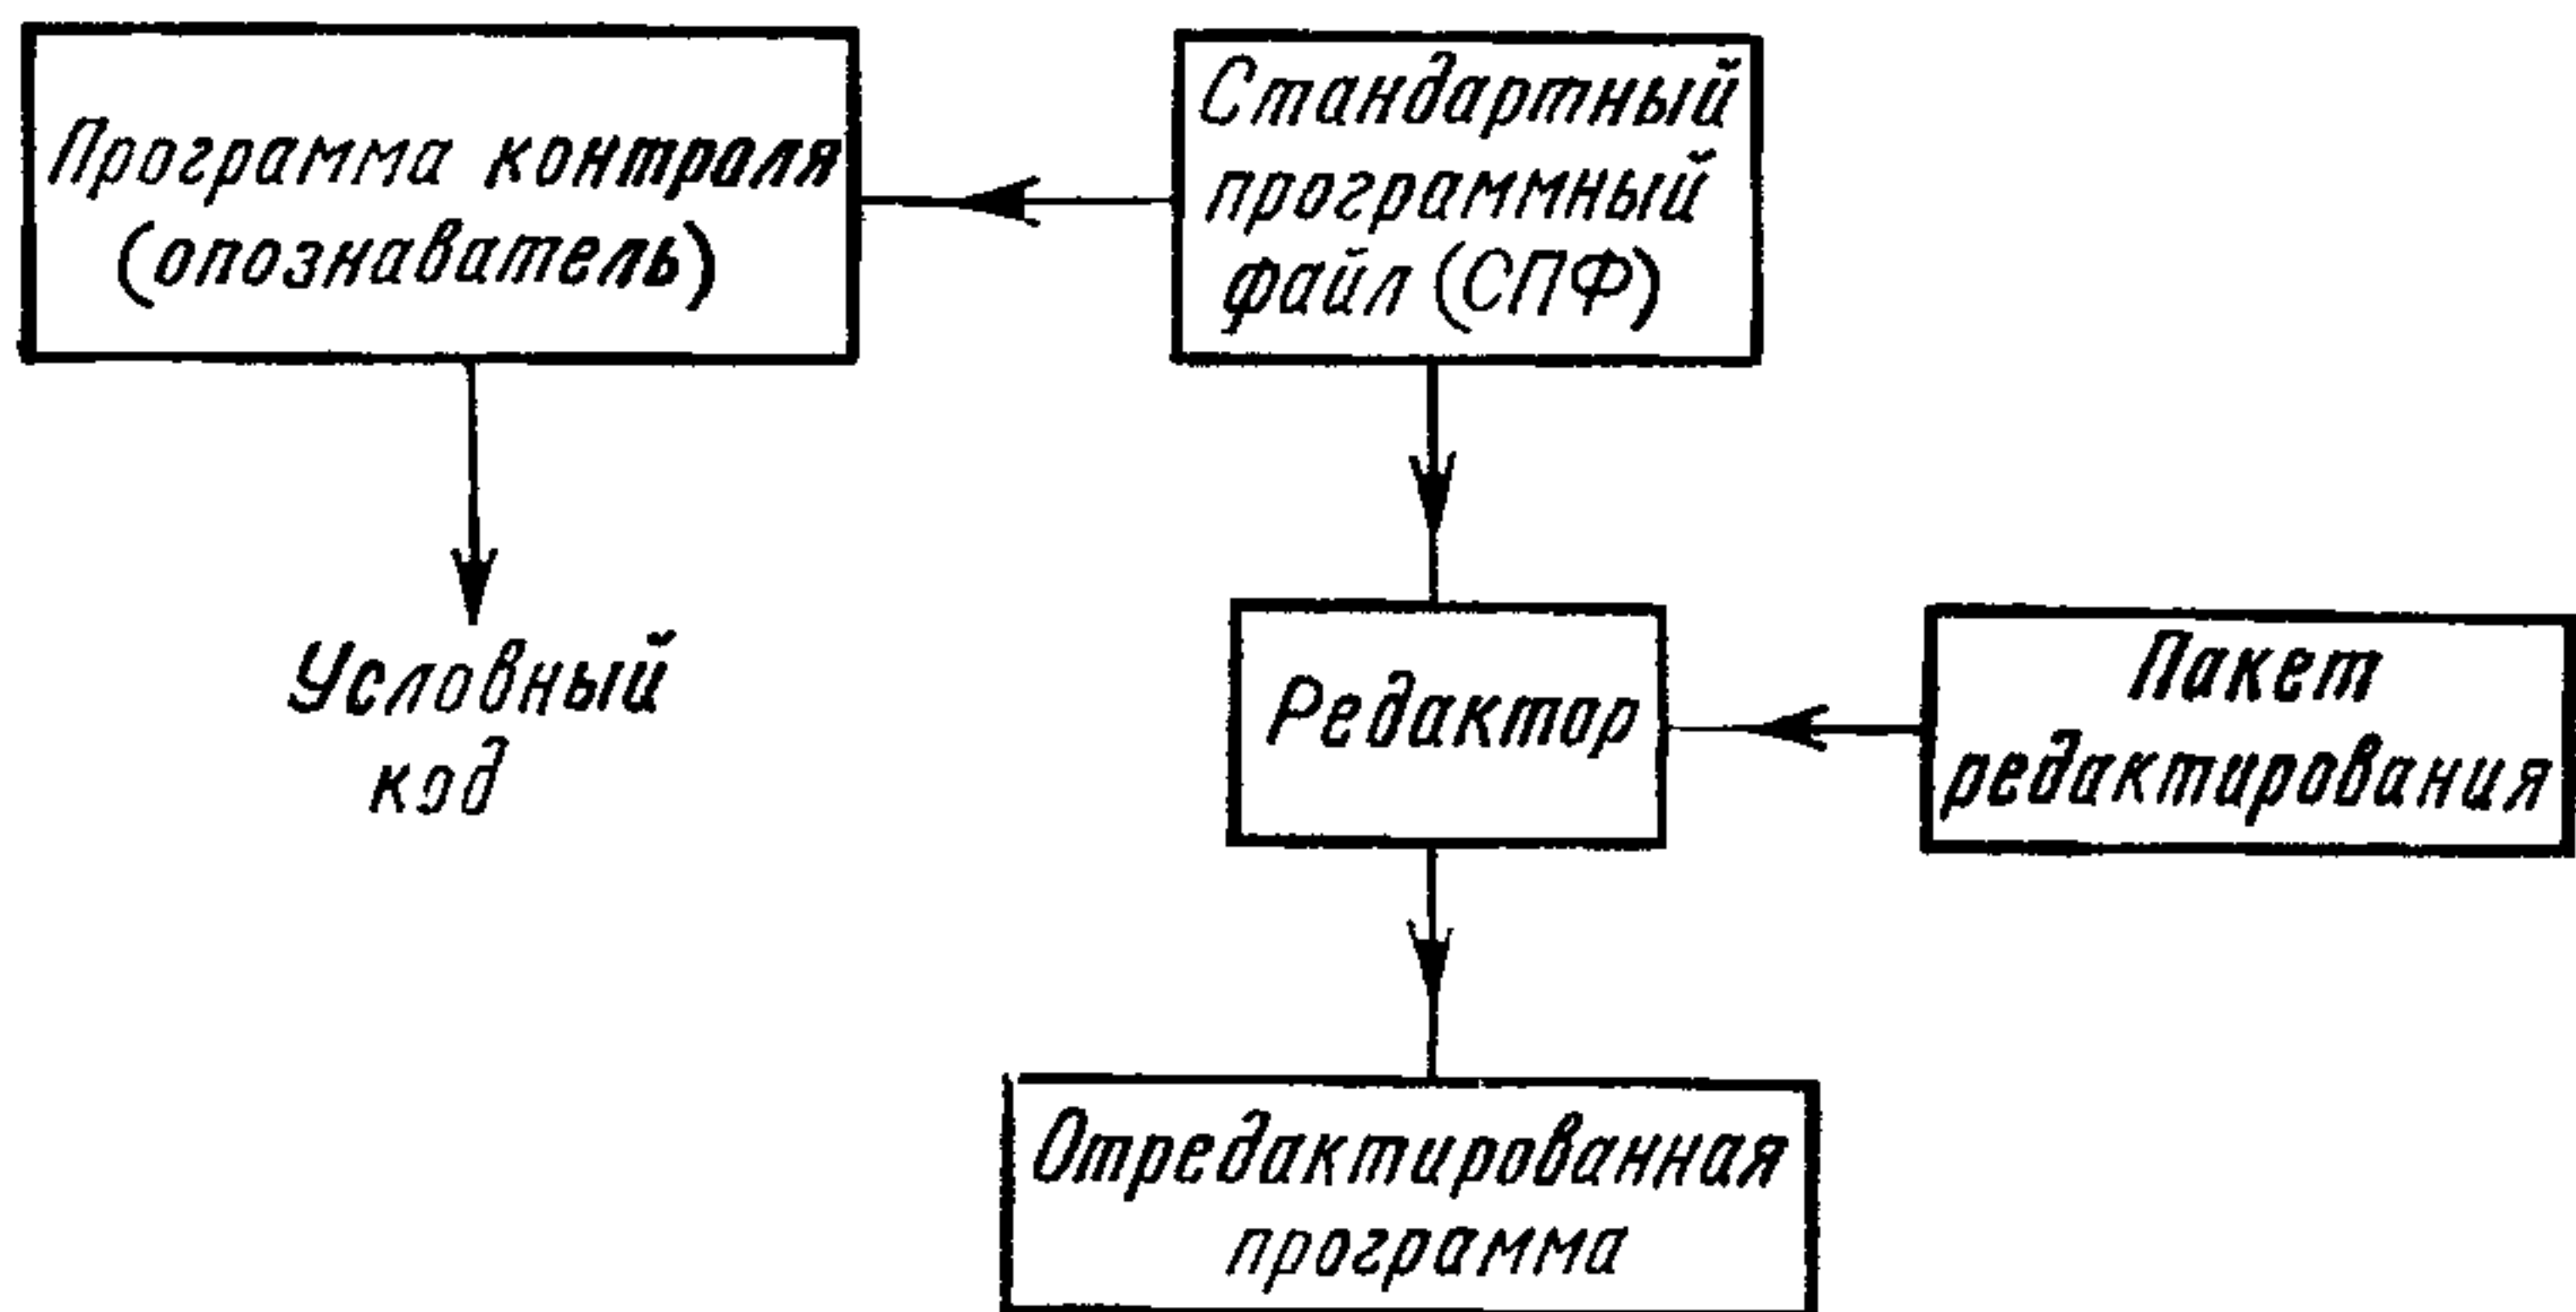 Программа контроля
(опознаватель)
Стандартный
программный
файл (СПФ)
Условный
код
Редактор
Пакет
редактирования
Отредактированная
программа